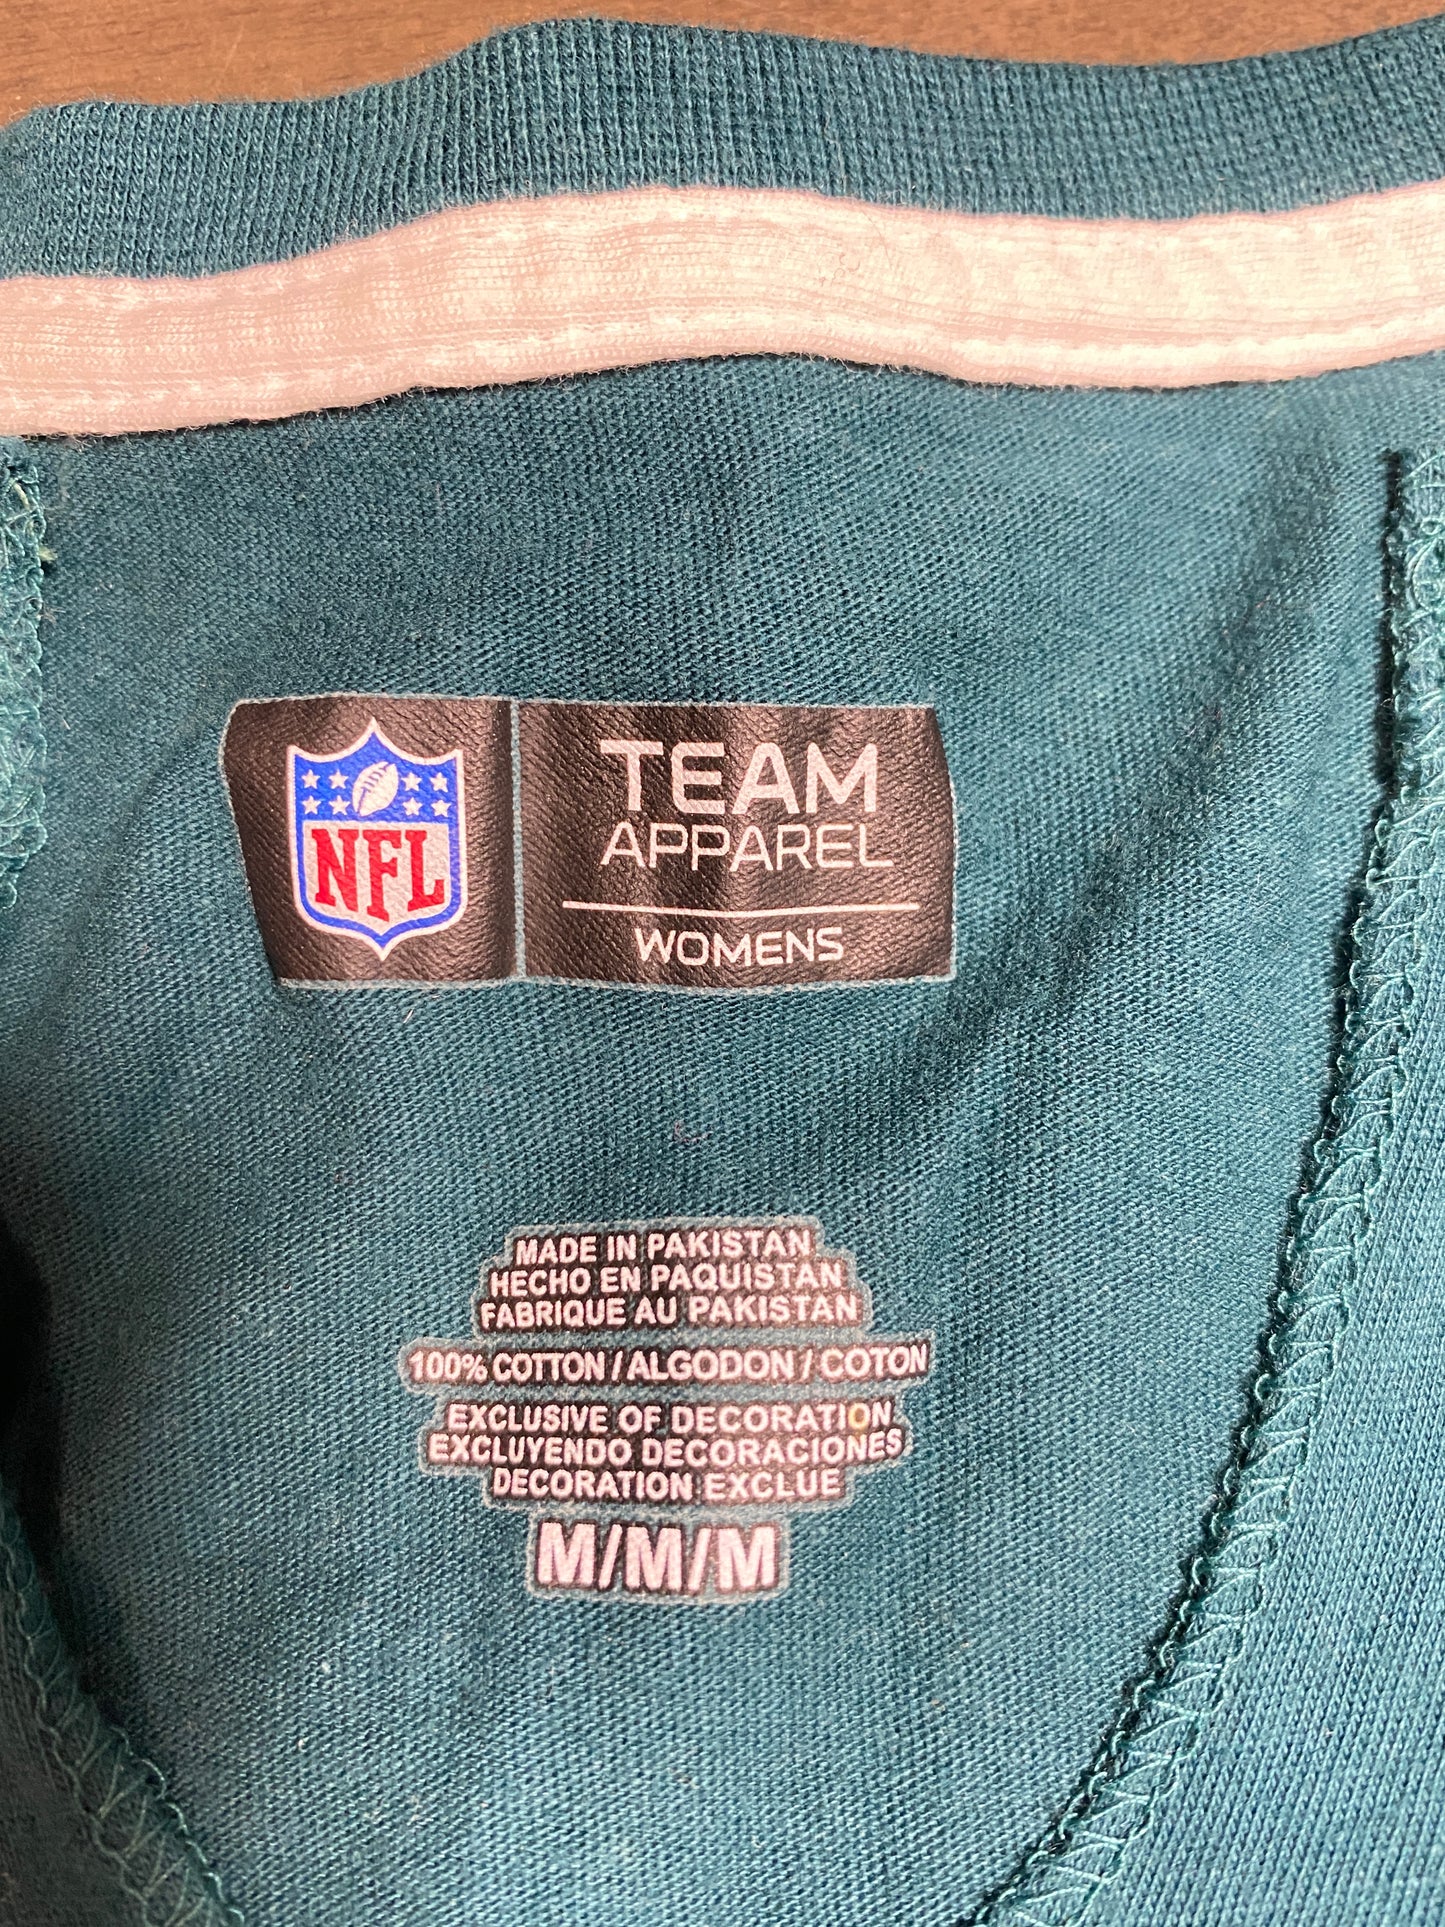 NFL
TEAM
APPAREL
WOMENS
MADE IN PAKISTAN
HECHO EN PAQUISTAN
FABRIQUE AU PAKISTAN
100% COTTON / ALGODON / COTON
EXCLUSIVE OF DECORATION
EXCLUYENDO DECORACIONES
DECORATION EXCLUE
M/M/M